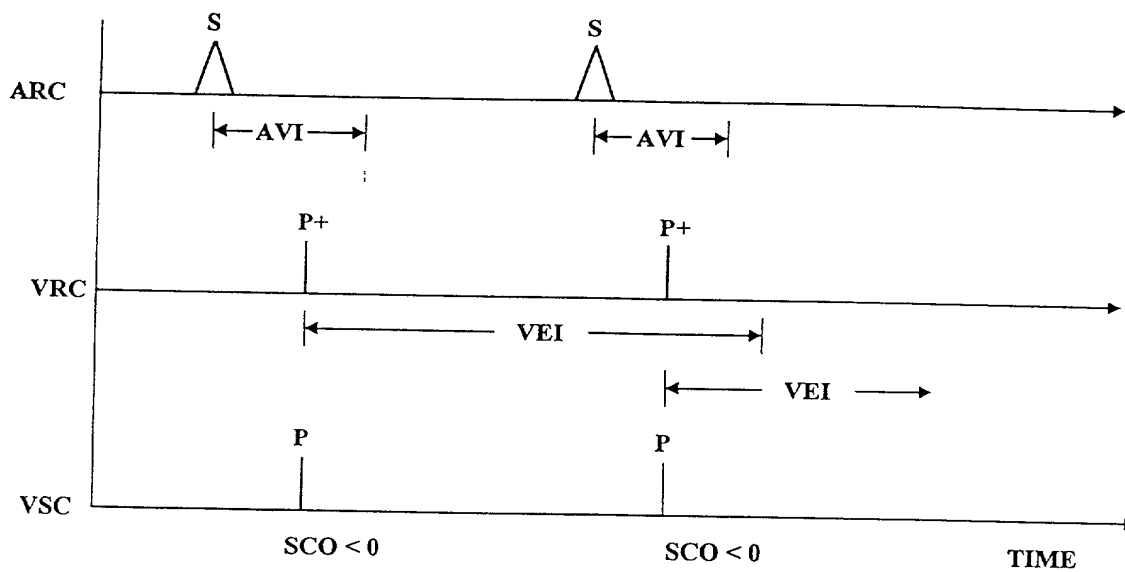 S S
ARC
AVI AVI
P+ P+
VRC
VEI
VEI
P P
VSC
SCO < 0 SCO < 0 TIME